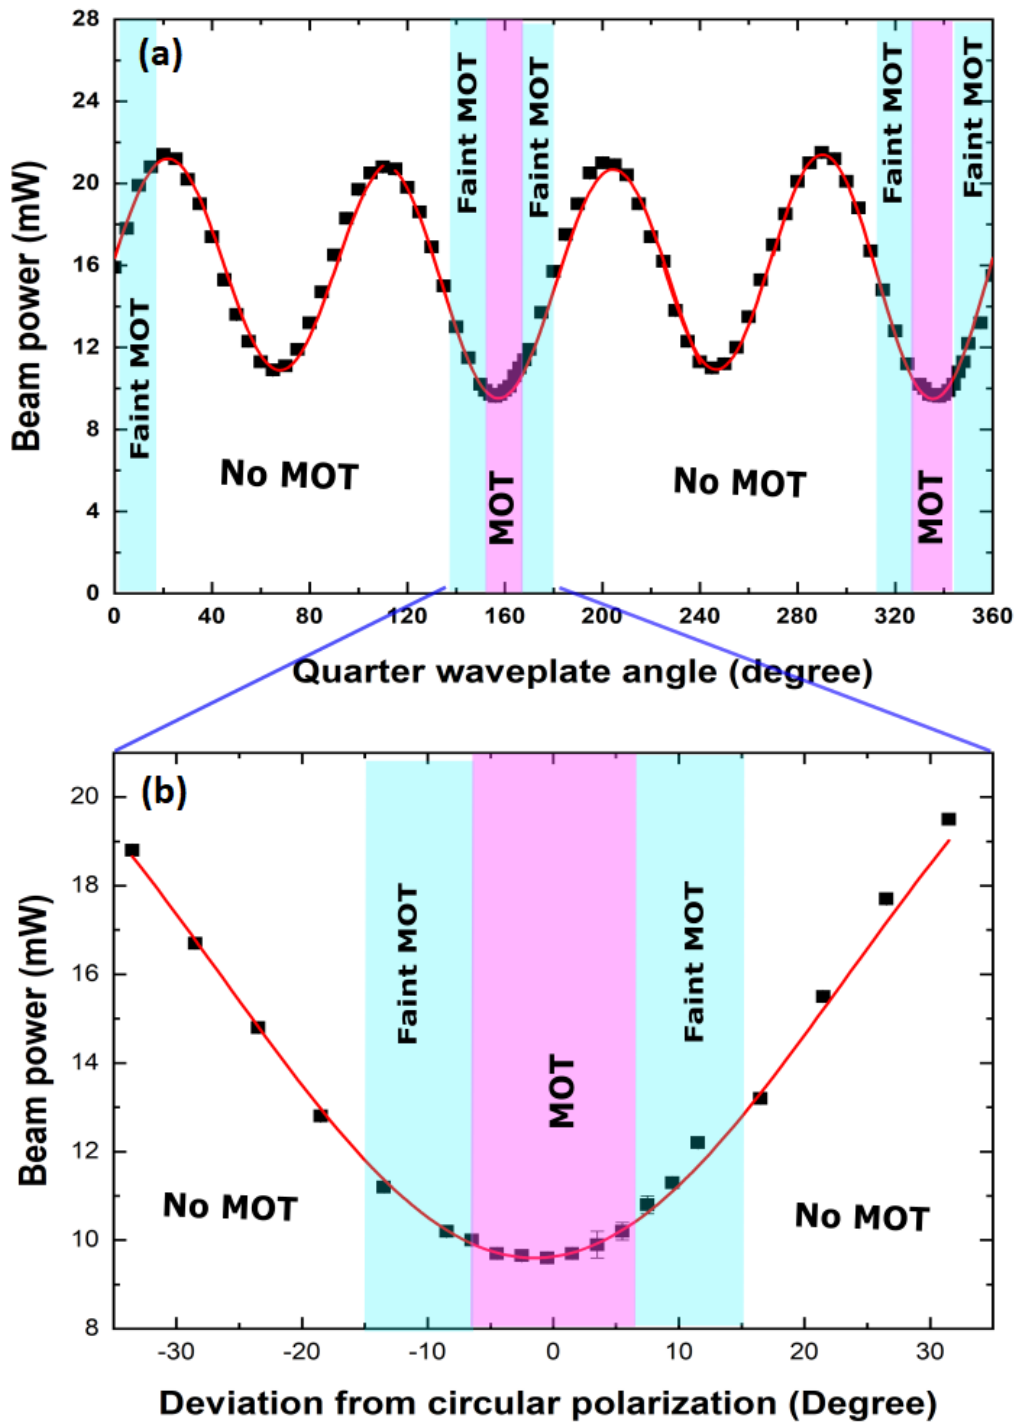 (a)
28
24
20
16
12
8
4
0
Beam power (mW)
Faint MOT
No MOT
Faint MOT
MOT
Faint MOT
No MOT
Faint MOT
MOT
Faint MOT
0 40 80 120 160 200 240 280 320 360
Quarter waveplate angle (degree)
(b)
20
18
16
14
12
10
8
Beam power (mW)
No MOT
Faint MOT
MOT
Faint MOT
No MOT
-30 -20 -10 0 10 20 30
Deviation from circular polarization (Degree)